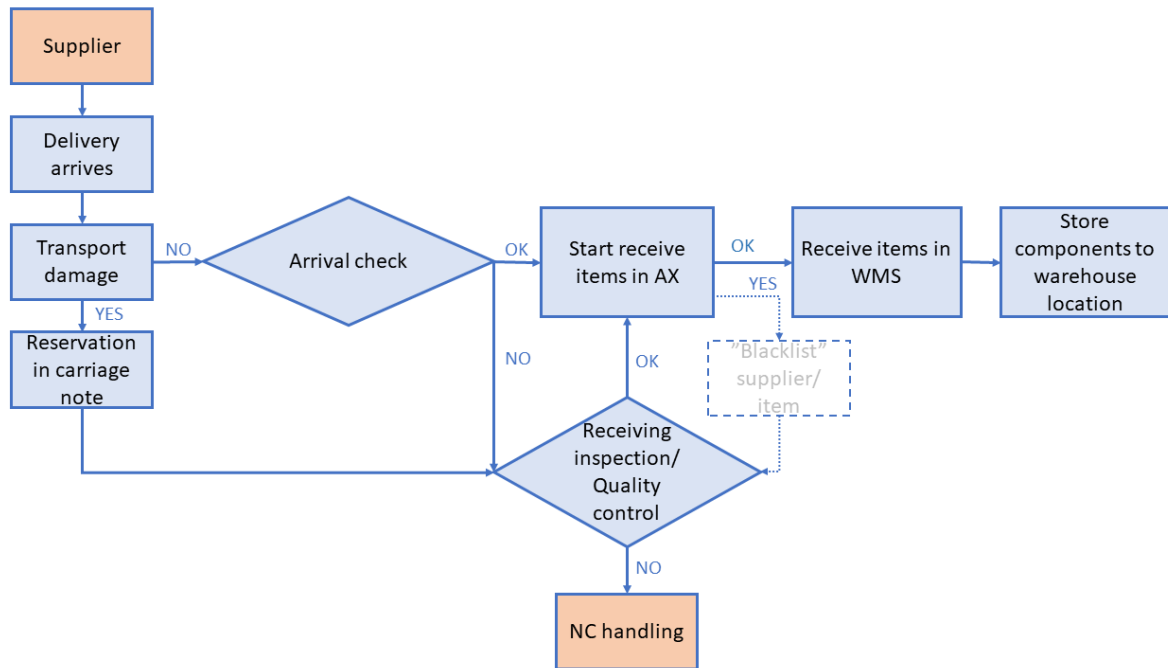 Supplier
Delivery
arrives
Transport
damage
NO
Arrival check
OK
Start receive
items in AX
OK
Receive items in
WMS
Store
components to
warehouse
location
YES
YES
Reservation
in carriage
note
NO
OK
”Blacklist”
supplier/
item
Receiving
inspection/
Quality
control
NO
NC handling